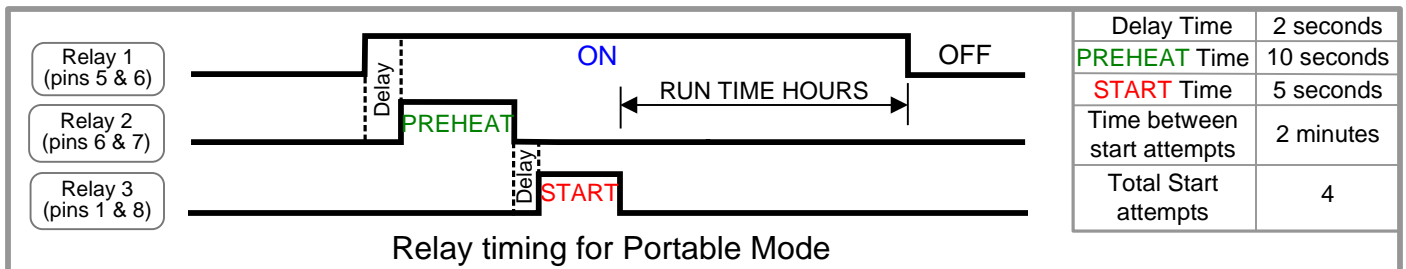 Relay 1
(pins 5 & 6)
ON
OFF
Delay
Relay 2
(pins 6 & 7)
PREHEAT
RUN TIME HOURS
Relay 3
(pins 1 & 8)
Delay
START
Relay timing for Portable Mode
Delay Time 2 seconds
PREHEAT Time 10 seconds
START Time 5 seconds
Time between
start attempts
2 minutes
Total Start
attempts
4